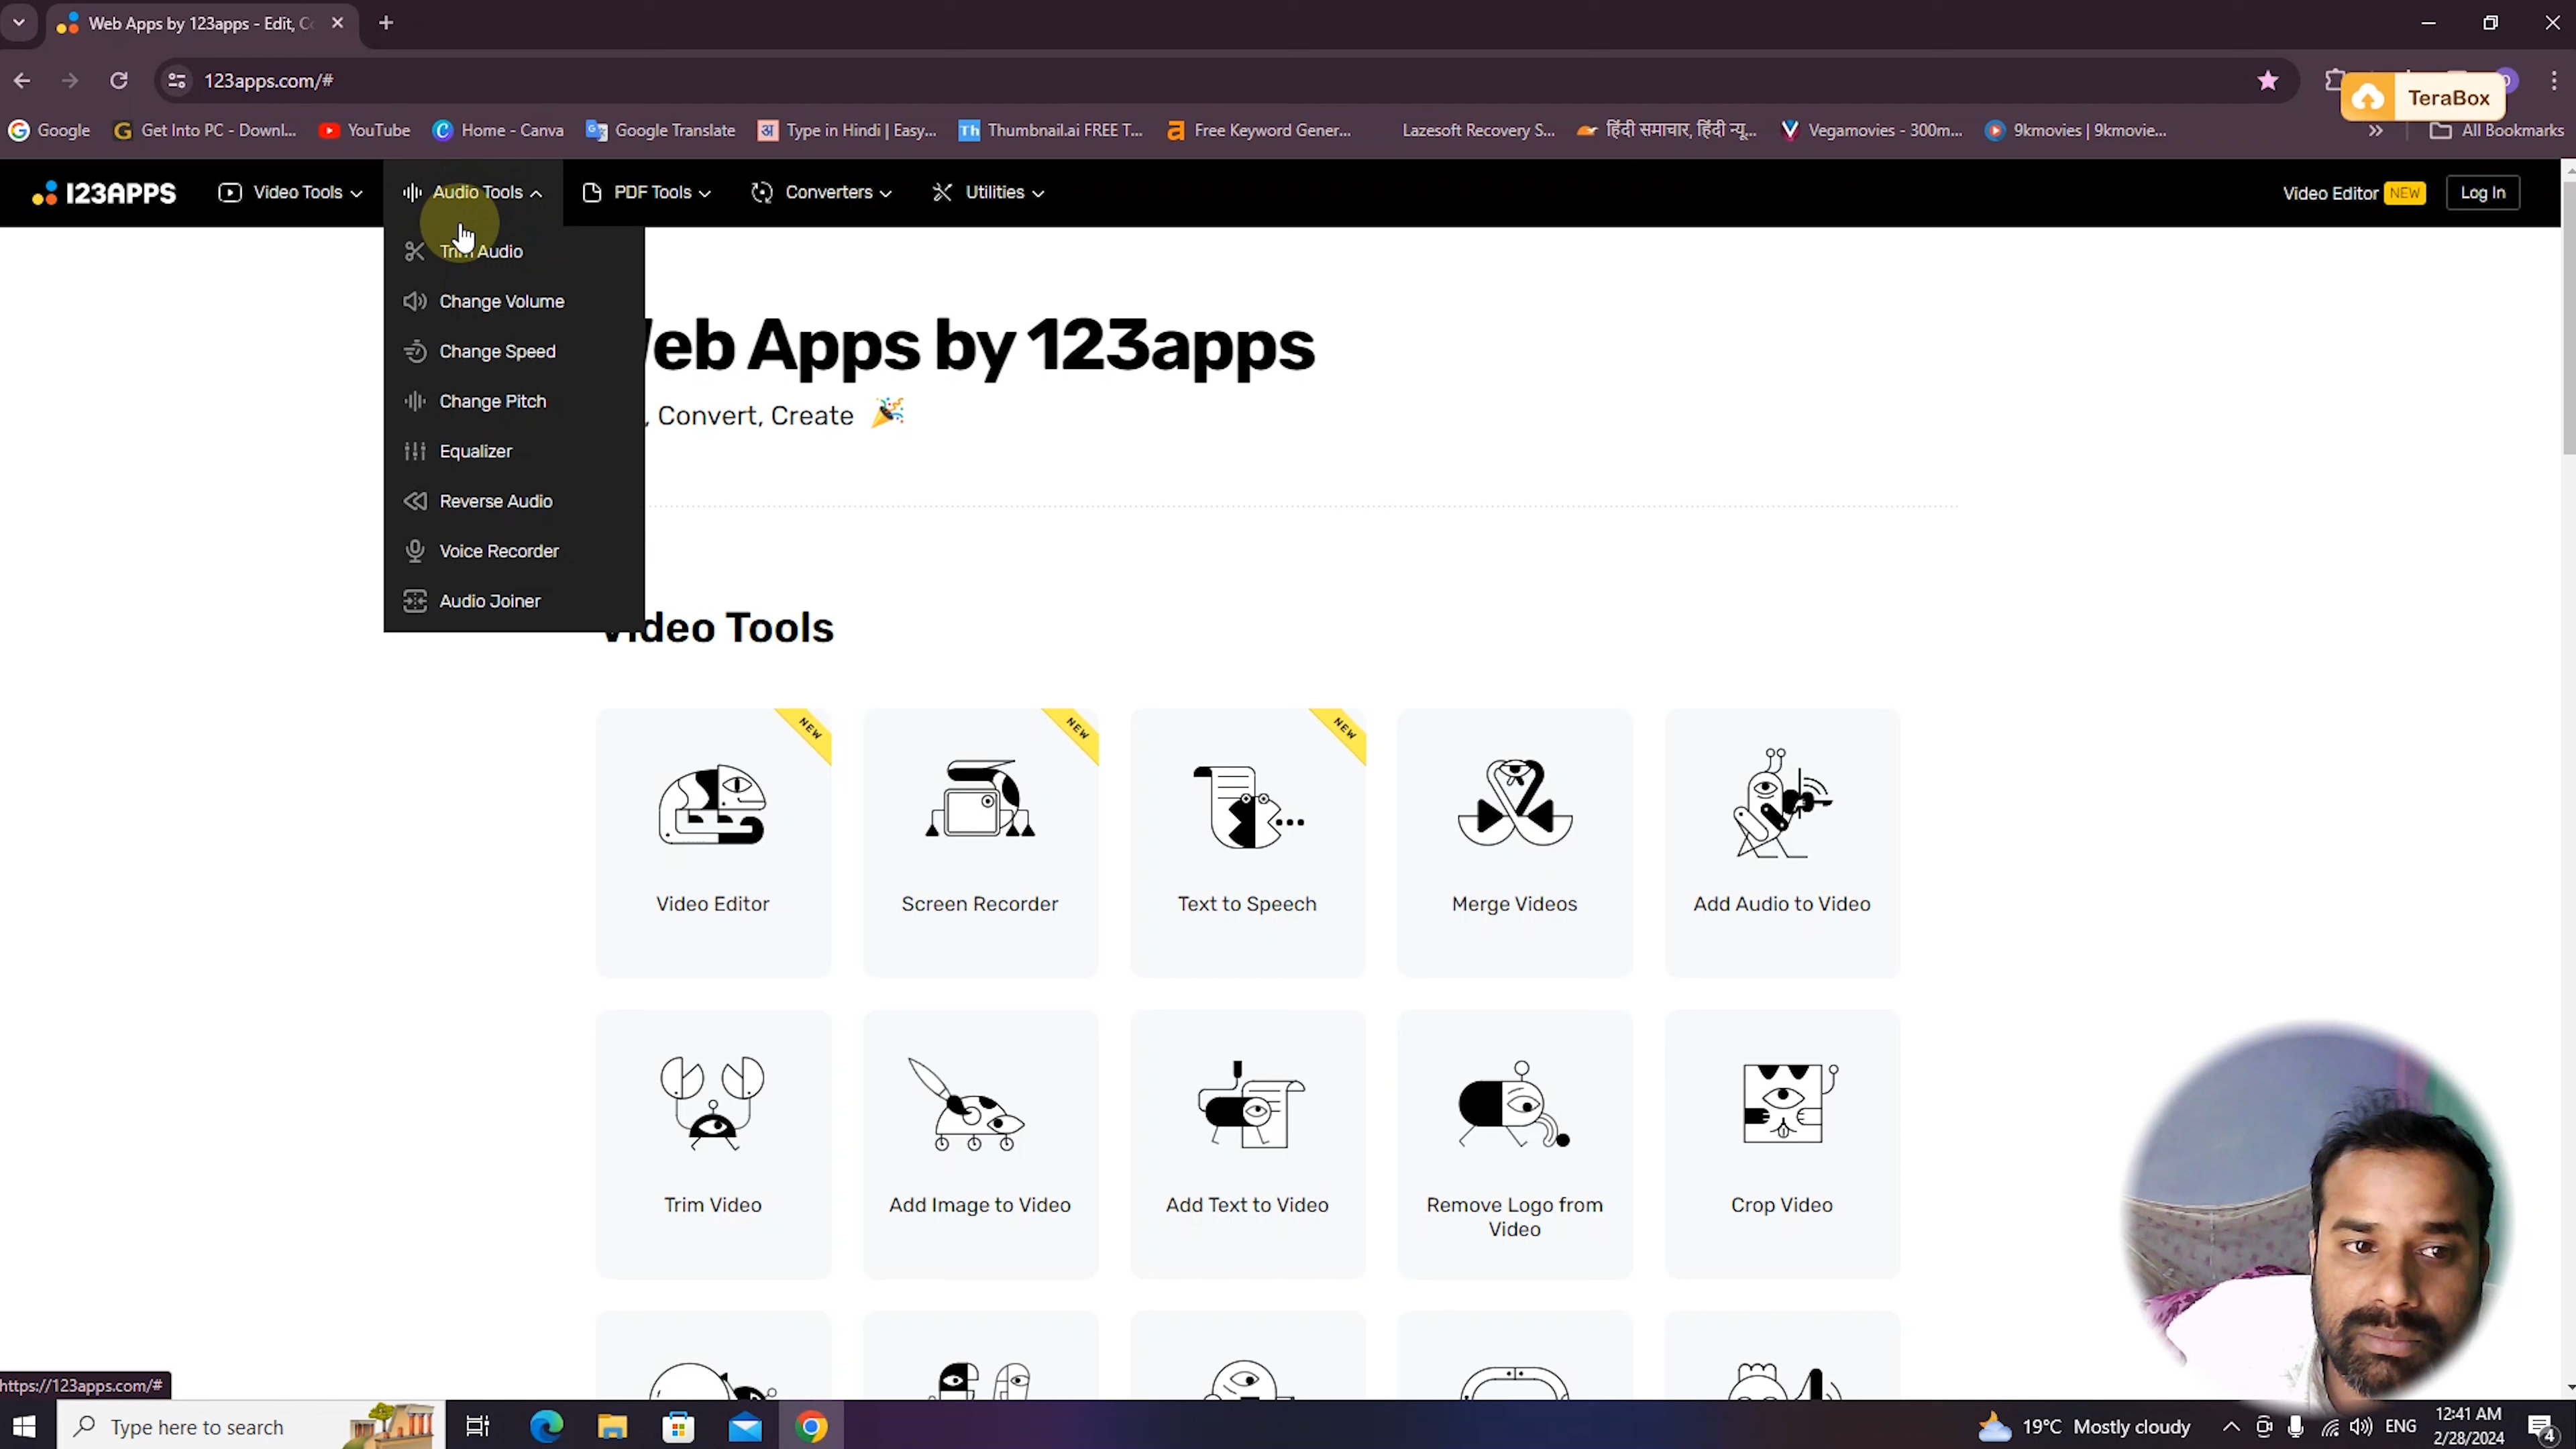 Web Apps by 123apps - Edit, Co
123apps.com/#
TeraBox
Google
Get Into PC - Downl...
YouTube
Home - Canva
Google Translate
Type in Hindi | Easy...
Thumbnail.ai FREE T...
Free Keyword Gener...
Lazesoft Recovery S...
हिंदी समाचार, हिंदी न्यू...
Vegamovies - 300m...
9kmovies | 9kmovie...
All Bookmarks
123APPS
Video Tools
Audio Tools
PDF Tools
Converters
Utilities
Video Editor NEW
Log In
Trim Audio
Change Volume
Change Speed
Change Pitch
Equalizer
Reverse Audio
Voice Recorder
Audio Joiner
Web Apps by 123apps
, Convert, Create
Video Tools
NEW
NEW
NEW
Video Editor
Screen Recorder
Text to Speech
Merge Videos
Add Audio to Video
Trim Video
Add Image to Video
Add Text to Video
Remove Logo from
Video
Crop Video
https://123apps.com/#
Type here to search
19°C Mostly cloudy
ENG
12:41 AM
2/28/2024
4